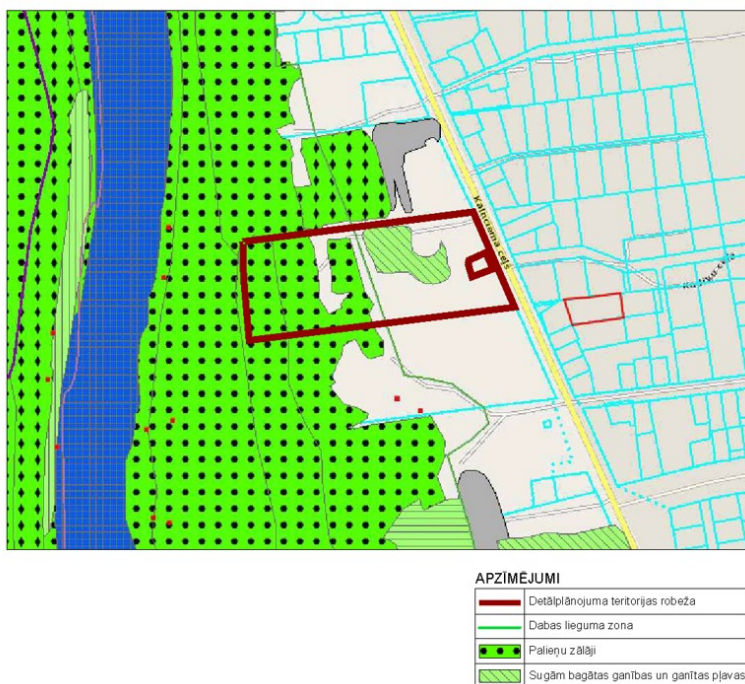 Kalnciema ceļš
APZĪMĒJUMI
Detālplānojuma teritorijas robeža
Dabas lieguma zona
Palieņu zālāji
Sugām bagātas ganības un ganītas pļavas